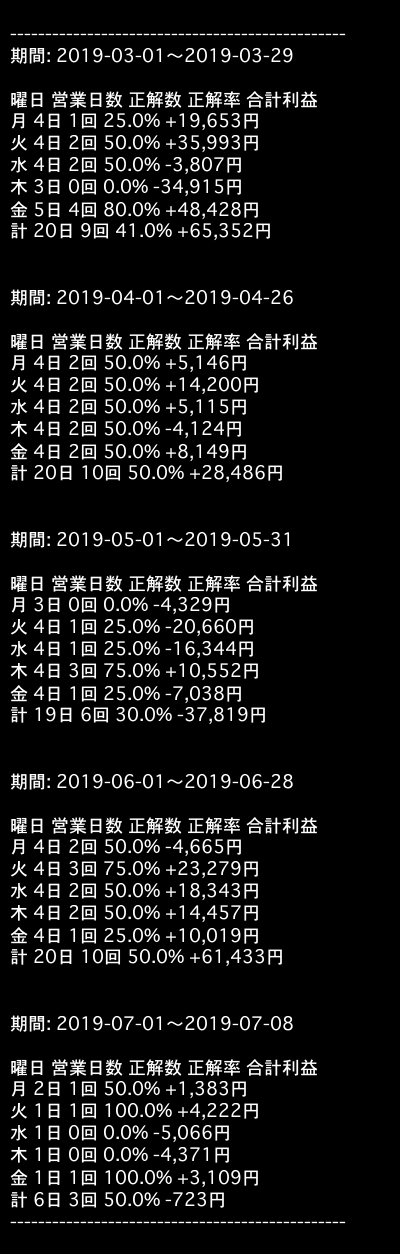 ------------------------------------------------
期間: 2019-03-01〜2019-03-29
曜日 営業日数 正解数 正解率 合計利益
月 4日 1回 25.0% +19,653円
火 4日 2回 50.0% +35,993円
水 4日 2回 50.0% -3,807円
木 3日 0回 0.0% -34,915円
金 5日 4回 80.0% +48,428円
計 20日 9回 41.0% +65,352円
期間: 2019-04-01〜2019-04-26
曜日 営業日数 正解数 正解率 合計利益
月 4日 2回 50.0% +5,146円
火 4日 2回 50.0% +14,200円
水 4日 2回 50.0% +5,115円
木 4日 2回 50.0% -4,124円
金 4日 2回 50.0% +8,149円
計 20日 10回 50.0% +28,486円
期間: 2019-05-01〜2019-05-31
曜日 営業日数 正解数 正解率 合計利益
月 3日 0回 0.0% -4,329円
火 4日 1回 25.0% -20,660円
水 4日 1回 25.0% -16,344円
木 4日 3回 75.0% +10,552円
金 4日 1回 25.0% -7,038円
計 19日 6回 30.0% -37,819円
期間: 2019-06-01〜2019-06-28
曜日 営業日数 正解数 正解率 合計利益
月 4日 2回 50.0% -4,665円
火 4日 3回 75.0% +23,279円
水 4日 2回 50.0% +18,343円
木 4日 2回 50.0% +14,457円
金 4日 1回 25.0% +10,019円
計 20日 10回 50.0% +61,433円
期間: 2019-07-01〜2019-07-08
曜日 営業日数 正解数 正解率 合計利益
月 2日 1回 50.0% +1,383円
火 1日 1回 100.0% +4,222円
水 1日 0回 0.0% -5,066円
木 1日 0回 0.0% -4,371円
金 1日 1回 100.0% +3,109円
計 6日 3回 50.0% -723円
------------------------------------------------